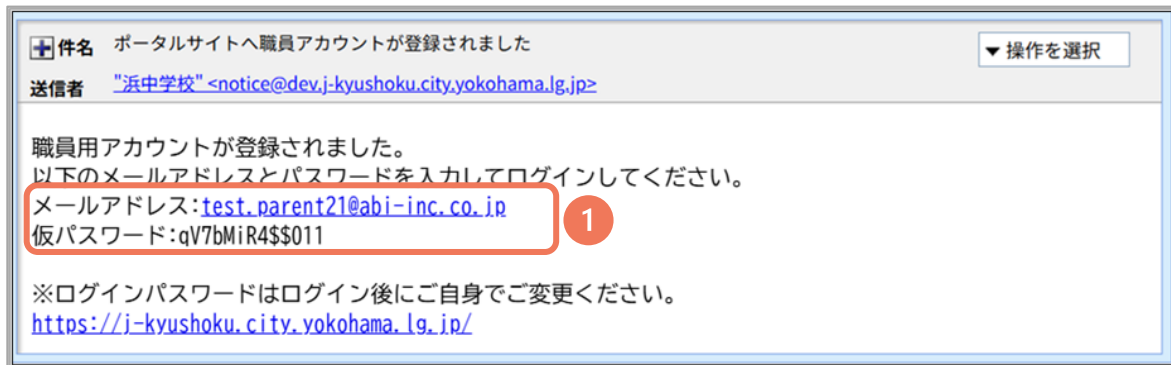 件名 ポータルサイトへ職員アカウントが登録されました
▼操作を選択
送信者 "浜中学校" <notice@dev.j-kyushoku.city.yokohama.lg.jp>
職員用アカウントが登録されました。
以下のメールアドレスとパスワードを入力してログインしてください。
メールアドレス:test.parent21@abi-inc.co.jp
仮パスワード:qV7bMiR4$$011
1
※ログインパスワードはログイン後にご自身でご変更ください。
https://j-kyushoku.city.yokohama.lg.jp/